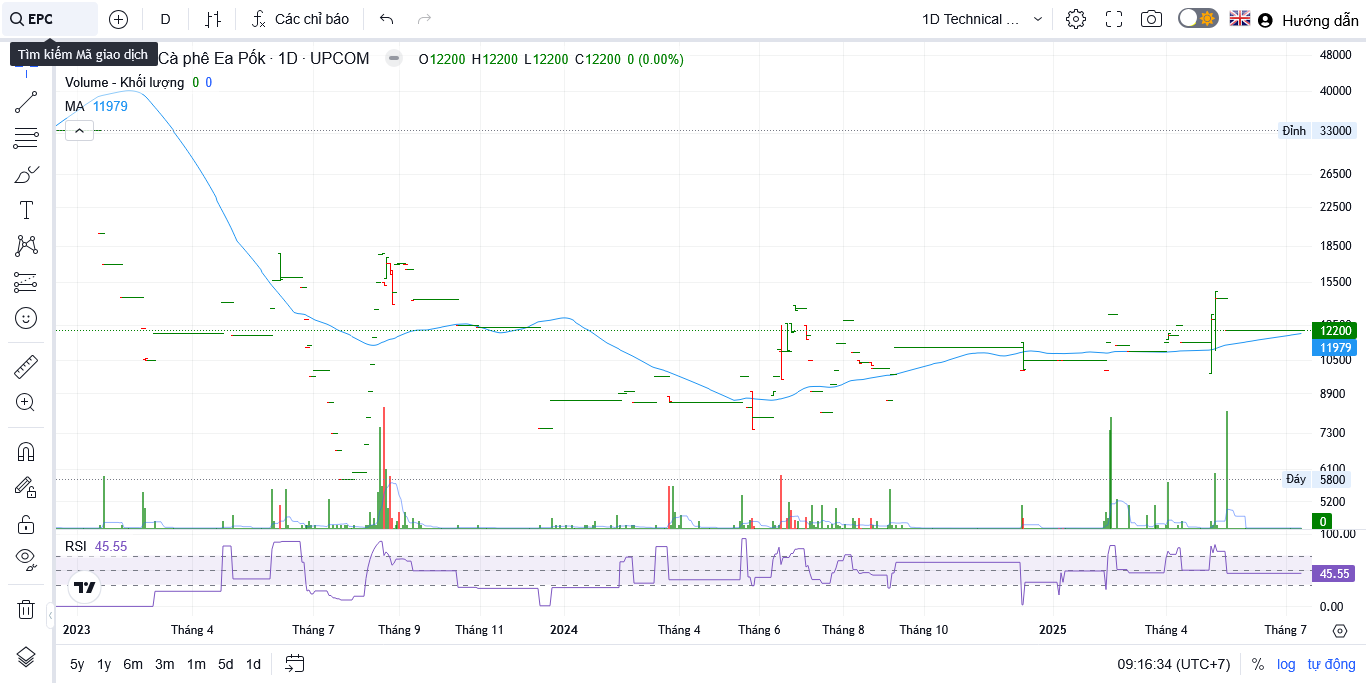 EPC D Các chỉ báo 1D Technical ... Hướng dẫn
Tìm kiếm Mã giao dịch
Cà phê Ea Pốk · 1D · UPCOM O12200 H12200 L12200 C12200 0 (0.00%)
Volume - Khối lượng 0 0
MA 11979
48000
40000
Đỉnh 33000
26500
22500
18500
15500
12200
11979
10500
8900
7300
6100
Đáy 5800
5200
0
100.00
RSI 45.55
45.55
0.00
2023 Tháng 4 Tháng 7 Tháng 9 Tháng 11 2024 Tháng 4 Tháng 6 Tháng 8 Tháng 10 2025 Tháng 4 Tháng 7
5y 1y 6m 3m 1m 5d 1d 09:16:34 (UTC+7) % log tự động